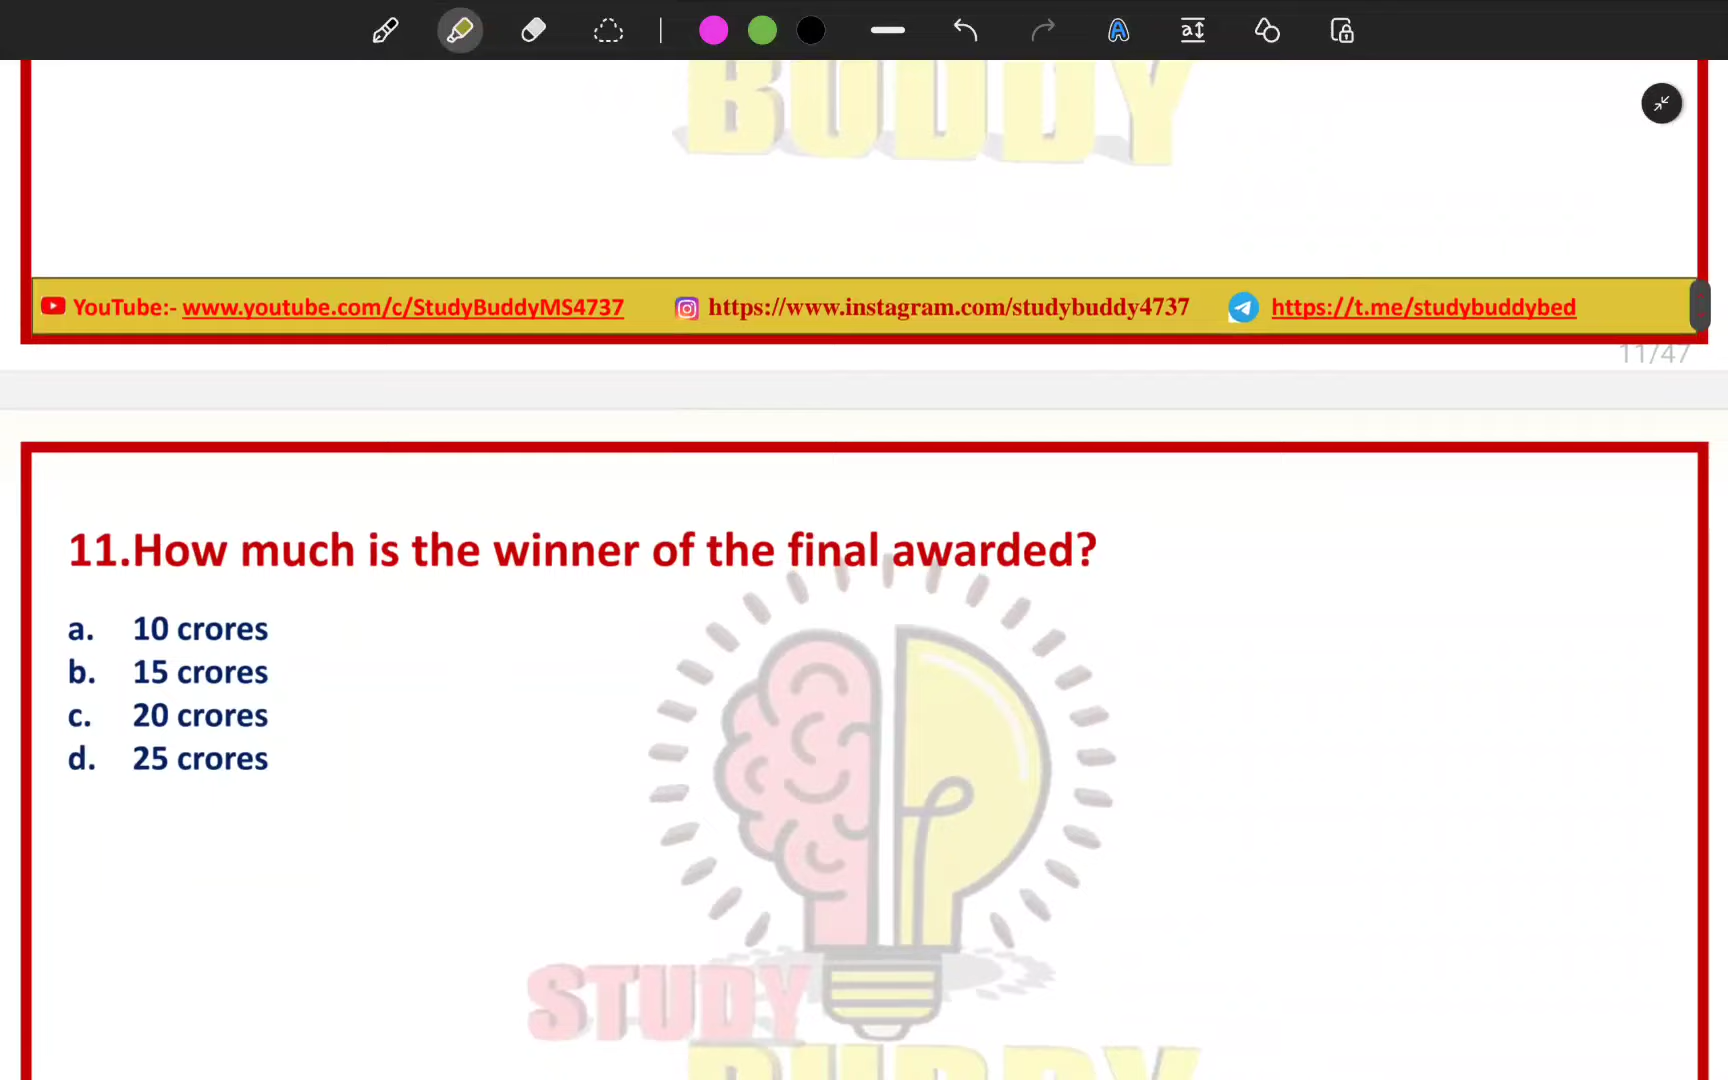 BUDDY
YouTube:- www.youtube.com/c/StudyBuddyMS4737 https://www.instagram.com/studybuddy4737 https://t.me/studybuddybed
11/47
11.How much is the winner of the final awarded?
a. 10 crores
b. 15 crores
c. 20 crores
d. 25 crores
STUDY
BUDDY